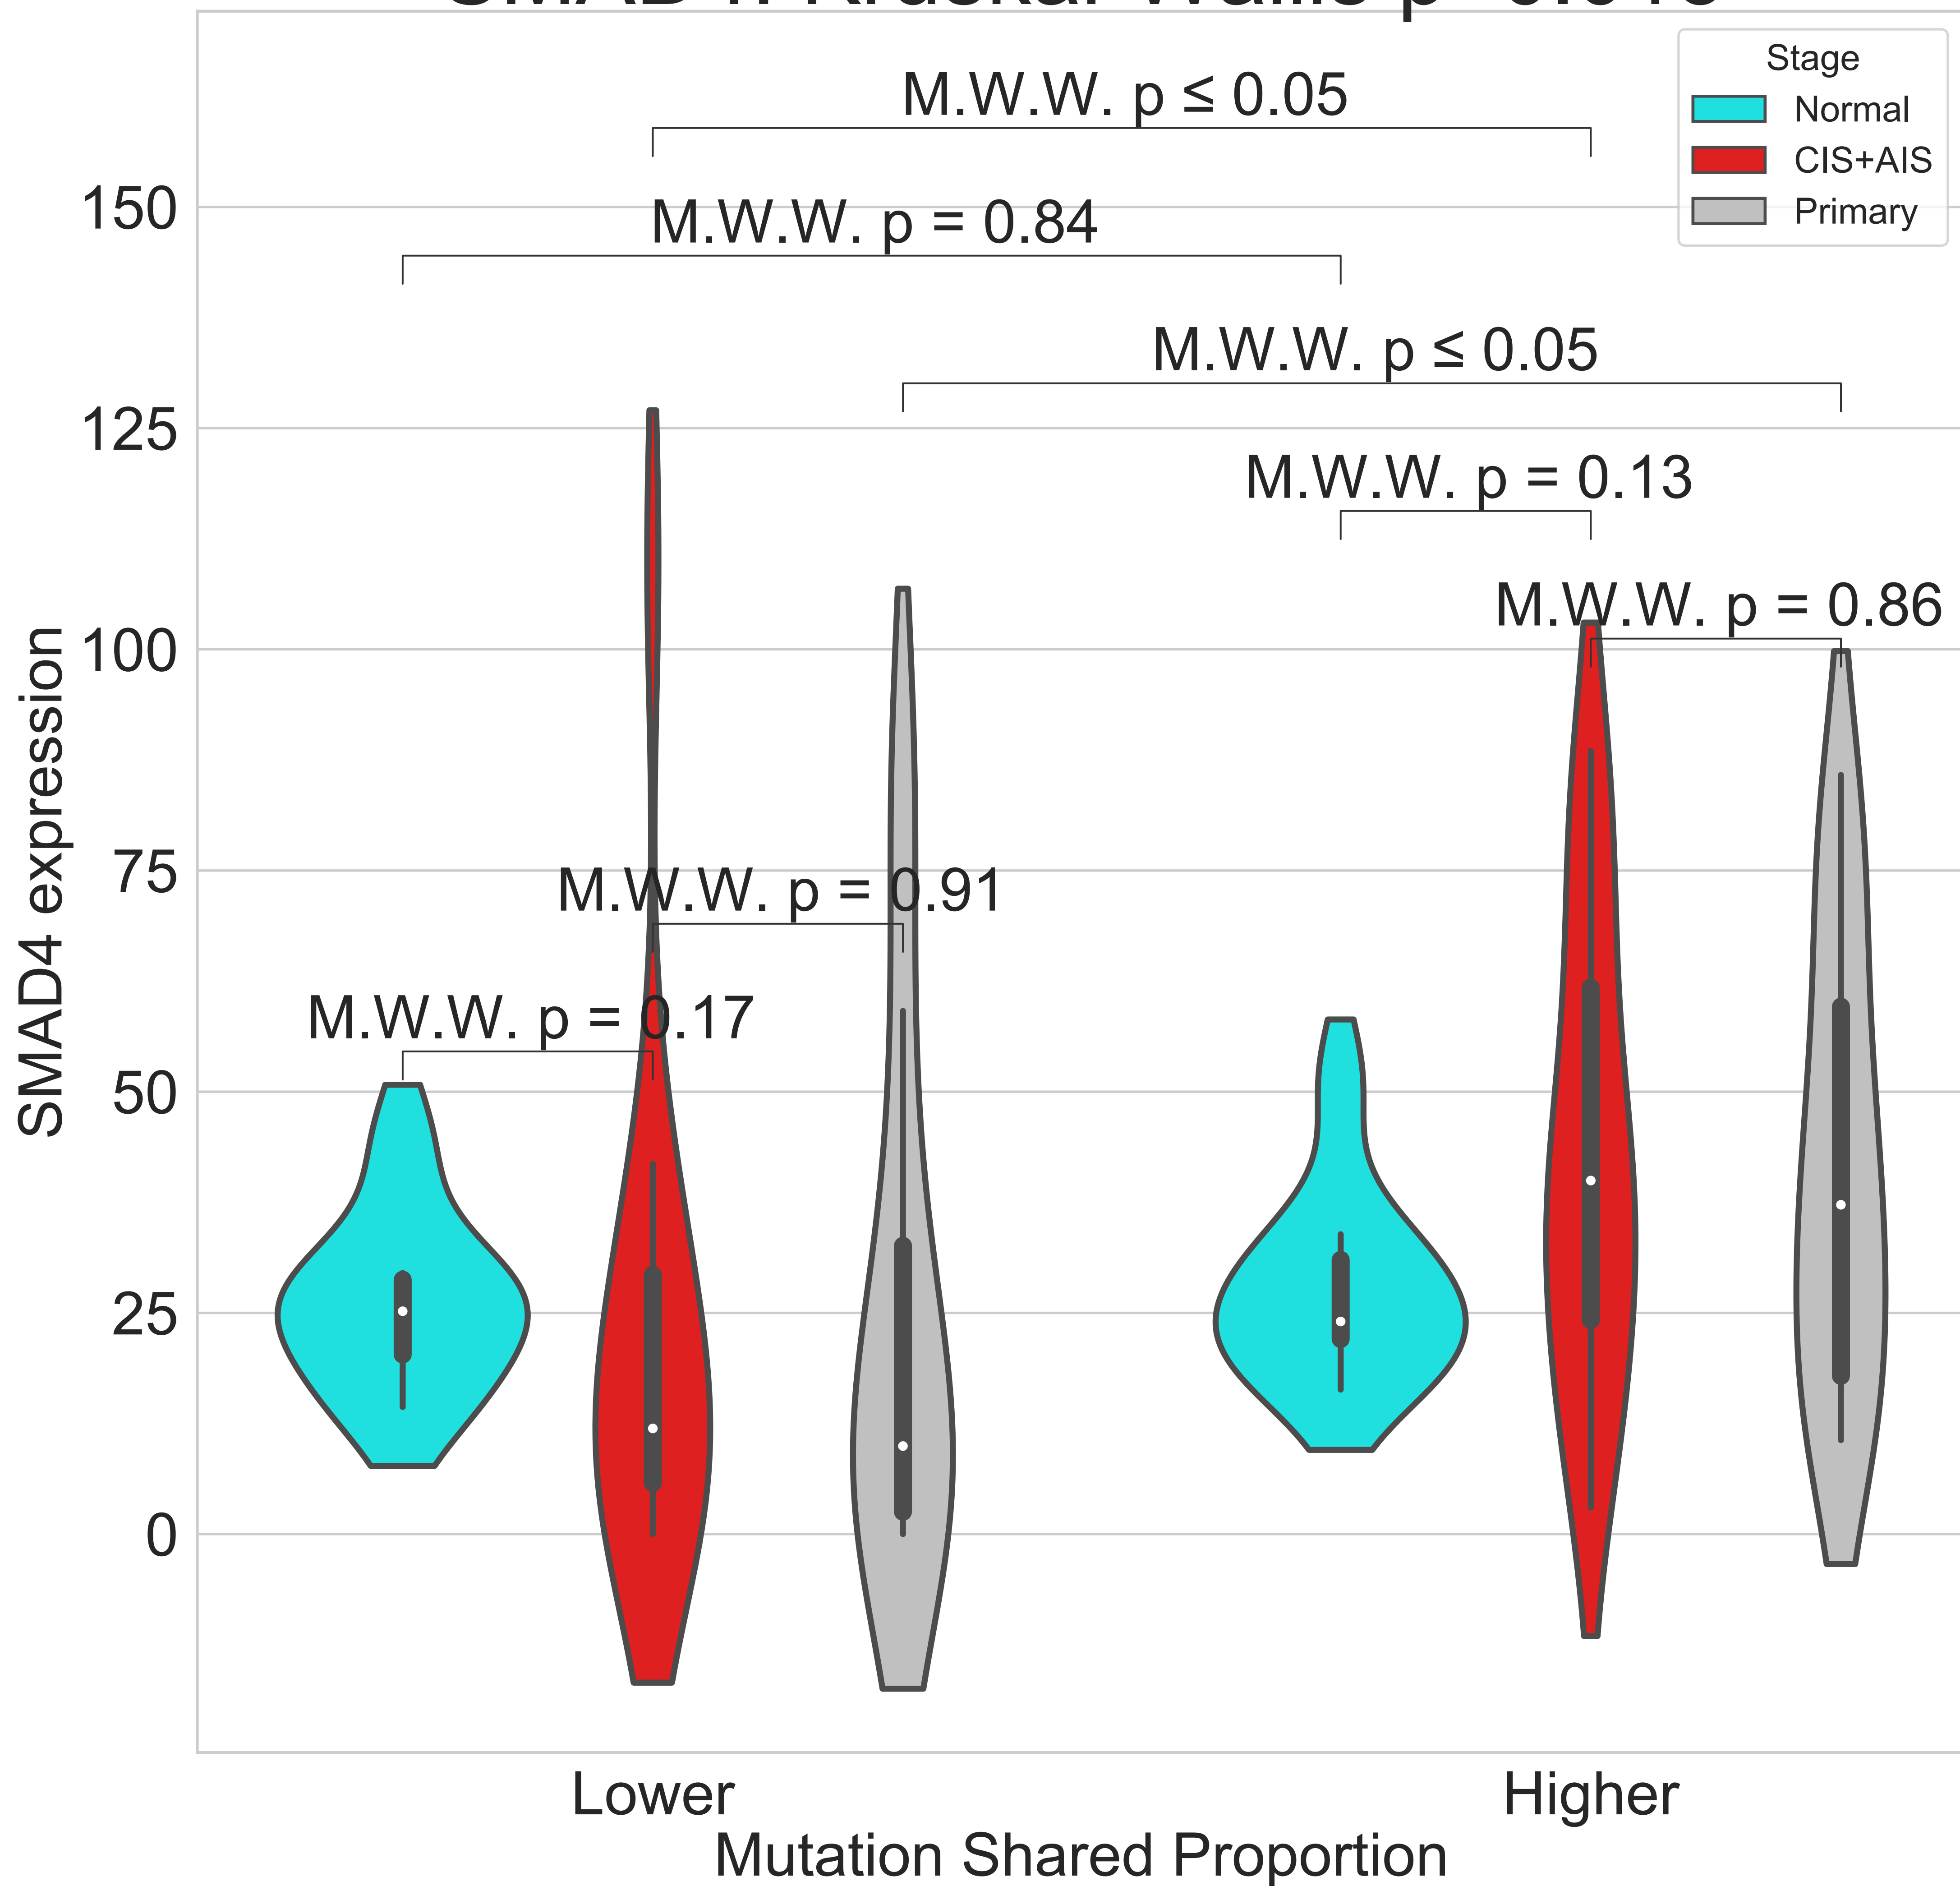 Stage
Normal
CIS+AIS
Primary
M.W.W. p ≤ 0.05
M.W.W. p = 0.84
M.W.W. p ≤ 0.05
M.W.W. p = 0.13
M.W.W. p = 0.86
M.W.W. p = 0.91
M.W.W. p = 0.17
150
125
100
75
50
25
0
SMAD4 expression
Lower
Higher
Mutation Shared Proportion